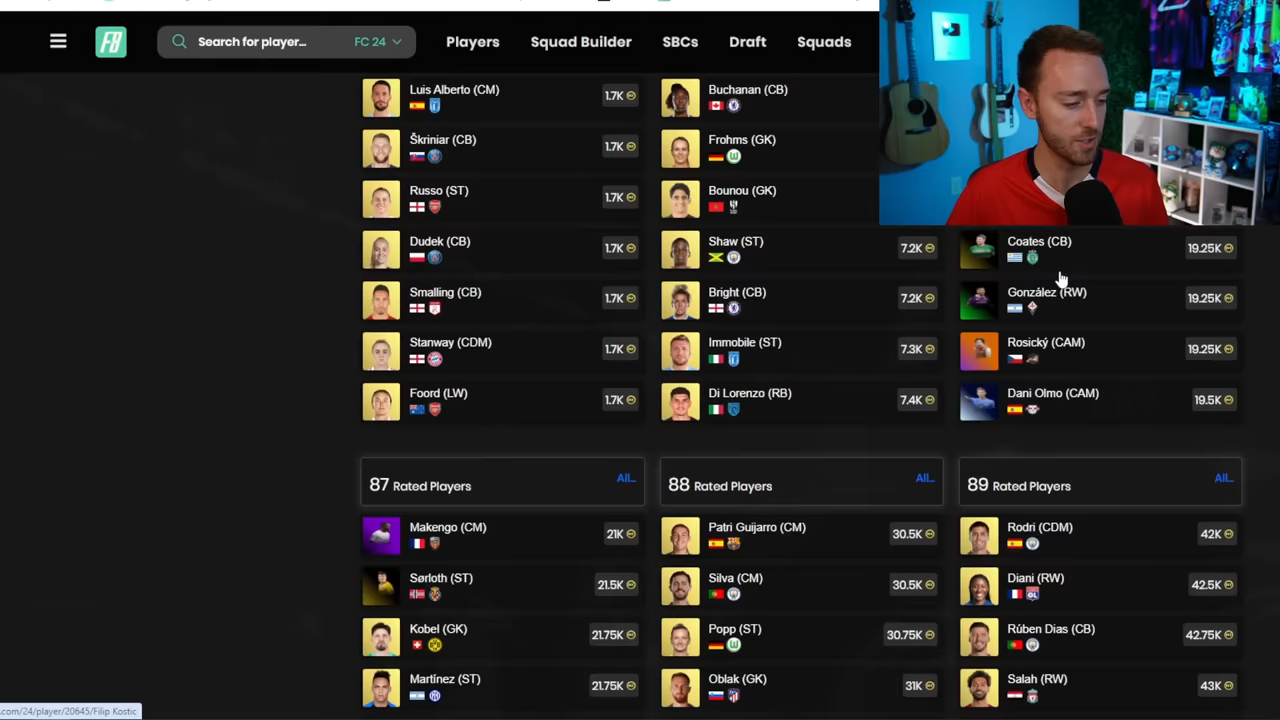 FB
Search for player...
FC 24
Players
Squad Builder
SBCs
Draft
Squads
Luis Alberto (CM)
1.7K
Škriniar (CB)
1.7K
Russo (ST)
1.7K
Dudek (CB)
1.7K
Smalling (CB)
1.7K
Stanway (CDM)
1.7K
Foord (LW)
1.7K
Buchanan (CB)
Frohms (GK)
Bounou (GK)
Shaw (ST)
7.2K
Bright (CB)
7.2K
Immobile (ST)
7.3K
Di Lorenzo (RB)
7.4K
Coates (CB)
19.25K
González (RW)
19.25K
Rosický (CAM)
19.25K
Dani Olmo (CAM)
19.5K
87 Rated Players
All...
Makengo (CM)
21K
Sørloth (ST)
21.5K
Kobel (GK)
21.75K
Martínez (ST)
21.75K
88 Rated Players
All...
Patri Guijarro (CM)
30.5K
Silva (CM)
30.5K
Popp (ST)
30.75K
Oblak (GK)
31K
89 Rated Players
All...
Rodri (CDM)
42K
Diani (RW)
42.5K
Rúben Dias (CB)
42.75K
Salah (RW)
43K
.com/24/player/20645/Filip Kostic